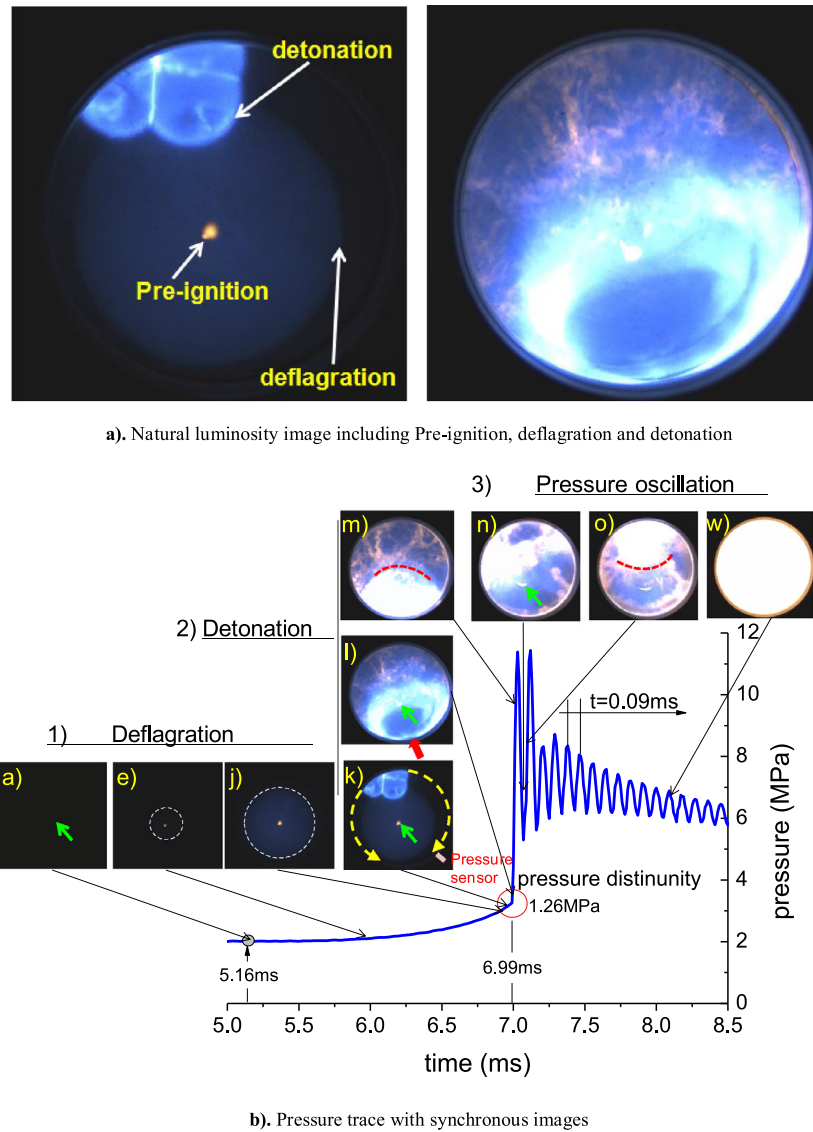 detonation
Pre-ignition
deflagration
a). Natural luminosity image including Pre-ignition, deflagration and detonation
3) Pressure oscillation
m)
n)
o)
w)
2) Detonation
l)
1) Deflagration
a)
e)
j)
k)
Pressure
sensor
t=0.09ms
pressure distinunity
1.26MPa
5.16ms
6.99ms
12
10
8
6
4
2
0
pressure (MPa)
5.0
5.5
6.0
6.5
7.0
7.5
8.0
8.5
time (ms)
b). Pressure trace with synchronous images